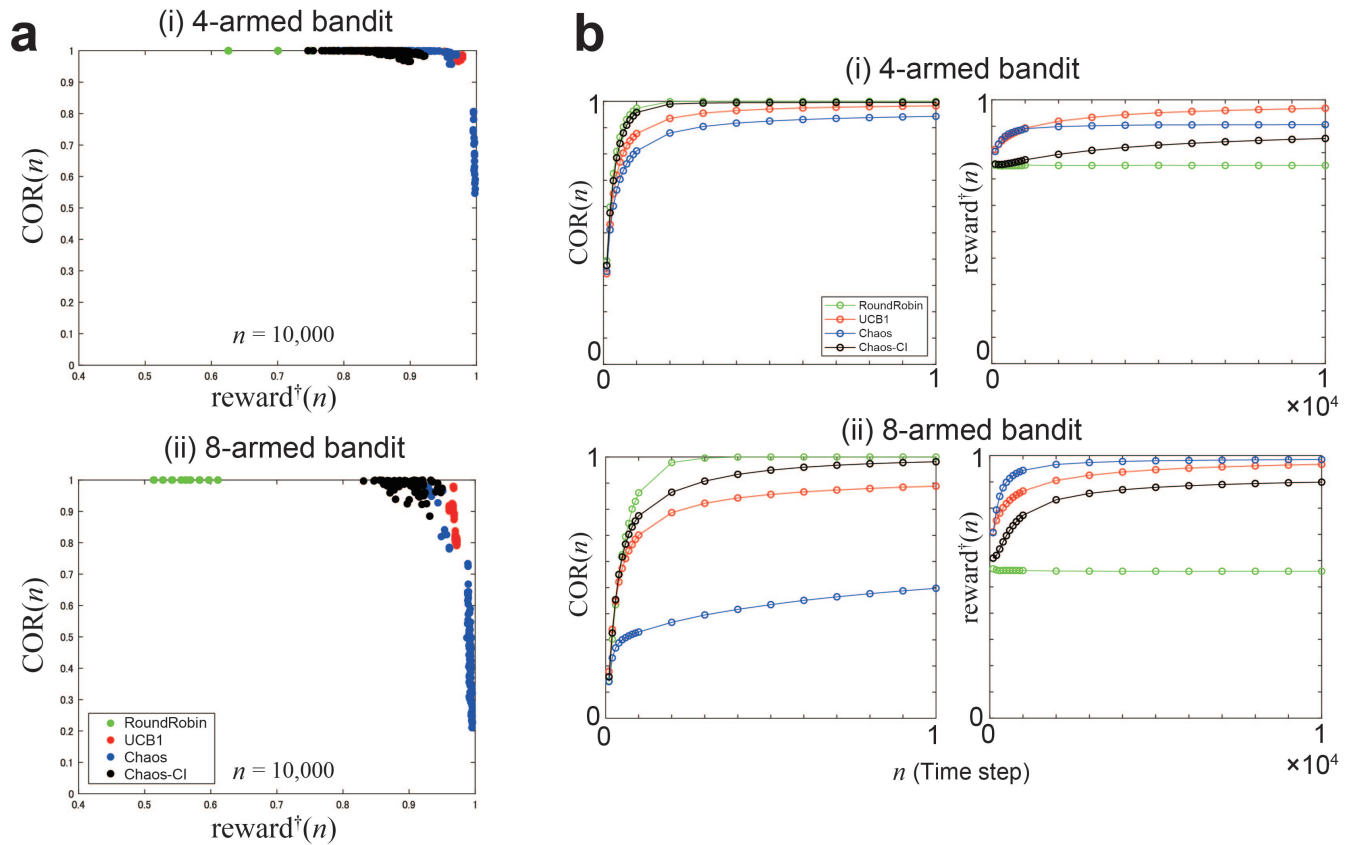 a
(i) 4-armed bandit
1
0.9
0.8
0.7
0.6
0.5
0.4
0.3
0.2
0.1
0
COR(n)
n = 10,000
0.4 0.5 0.6 0.7 0.8 0.9 1
reward†(n)
(ii) 8-armed bandit
1
0.9
0.8
0.7
0.6
0.5
0.4
0.3
0.2
0.1
0
COR(n)
RoundRobin
UCB1
Chaos
Chaos-CI
n = 10,000
0.4 0.5 0.6 0.7 0.8 0.9 1
reward†(n)
b
(i) 4-armed bandit
1
COR(n)
RoundRobin
UCB1
Chaos
Chaos-CI
0
0 1
1
reward†(n)
0
0 1
×10⁴
(ii) 8-armed bandit
1
COR(n)
0
0 1
1
reward†(n)
0
0 1
×10⁴
n (Time step)